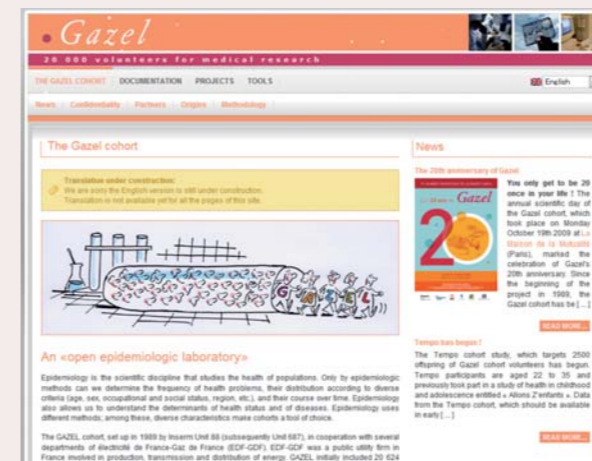 Gazel
20 000 volunteers for medical research
THE GAZEL COHORT DOCUMENTATION PROJECTS TOOLS
English
News Confidentiality Partners Origins Methodology
The Gazel cohort
Translation under construction:
We are sorry the English version is still under construction.
Translation is not available yet for all the pages of this site.
GAZEL
An «open epidemiologic laboratory»
Epidemiology is the scientific discipline that studies the health of populations. Only by epidemiologic
methods can we determine the frequency of health problems, their distribution according to diverse
criteria (age, sex, occupational and social status, region, etc.), and their course over time. Epidemiology
also allows us to understand the determinants of health status and of diseases. Epidemiology uses
different methods; among these, diverse characteristics make cohorts a tool of choice.
The GAZEL cohort, set up in 1989 by Inserm Unit 88 (subsequently Unit 687), in cooperation with several
departments of électricité de France-Gaz de France (EDF-GDF). EDF-GDF was a public utility firm in
France involved in production, transmission and distribution of energy. GAZEL initially included 20 624
News
The 20th anniversary of Gazel
Gazel
20
You only get to be 20
once in your life ! The
annual scientific day of
the Gazel cohort, which
took place on Monday
October 19th 2009 at La
Maison de la Mutualité
(Paris), marked the
celebration of Gazel's
20th anniversary. Since
the beginning of the
project in 1989, the
Gazel cohort has be [...]
READ MORE...
Tempo has begun !
The Tempo cohort study, which targets 2500
offspring of Gazel cohort volunteers has begun.
Tempo participants are aged 22 to 35 and
previously took part in a study of health in childhood
and adolescence entitled « Allons Z'enfants ». Data
from the Tempo cohort, which should be available
in early [...]
READ MORE...